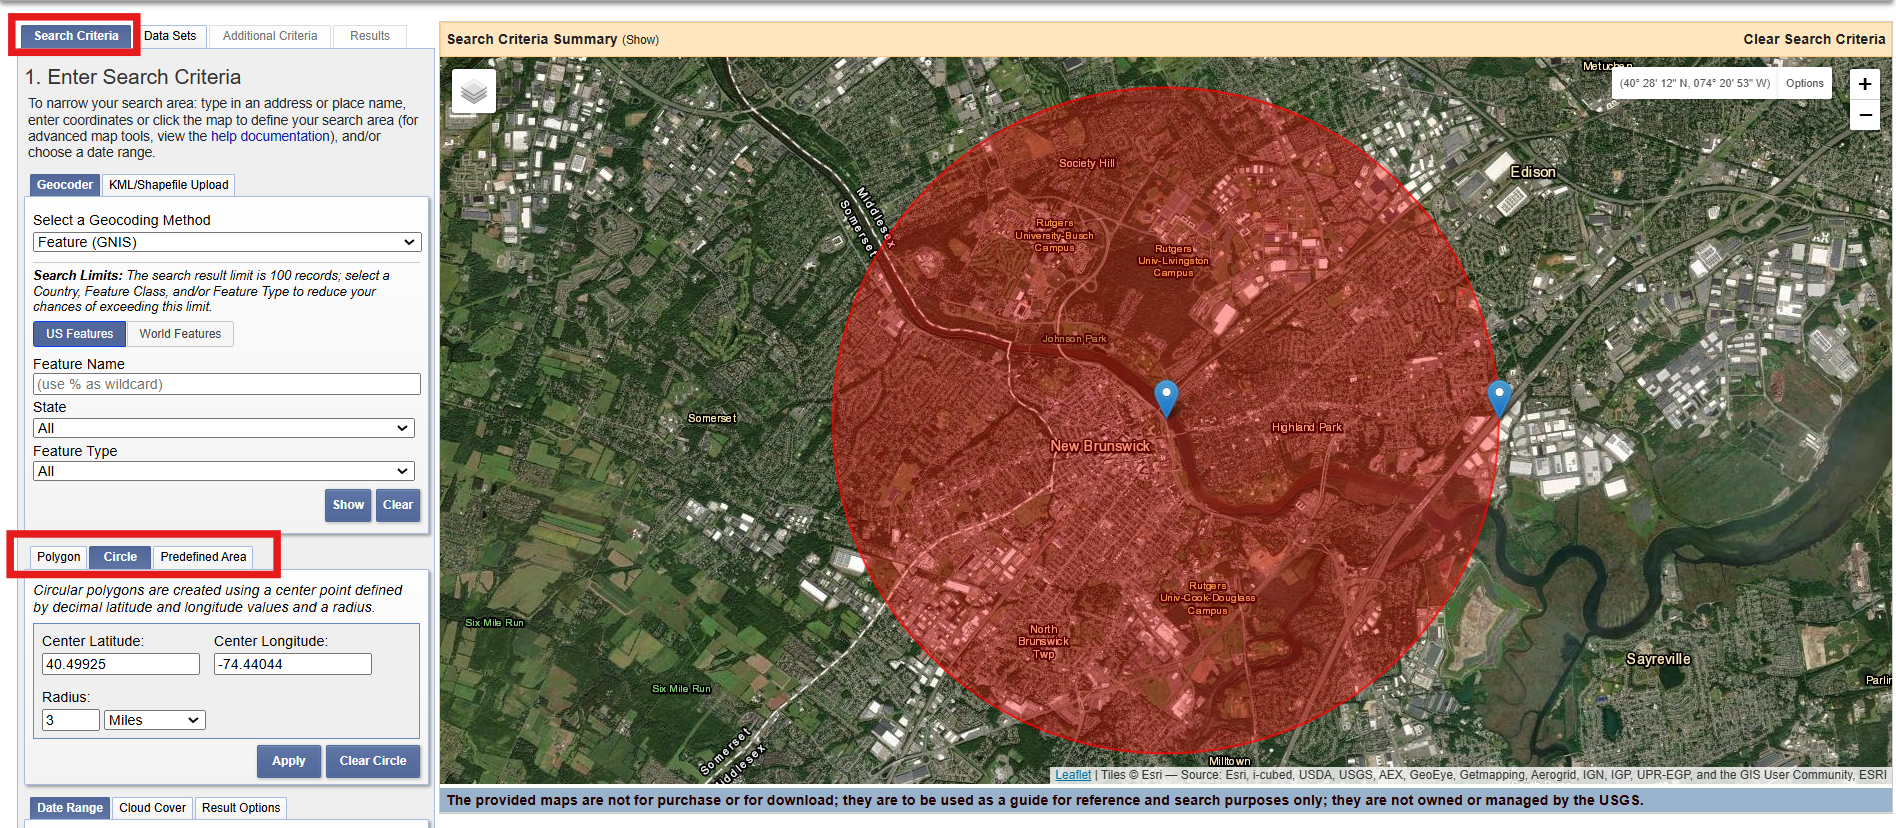 Search Criteria
Data Sets
Additional Criteria
Results
1. Enter Search Criteria
To narrow your search area: type in an address or place name,
enter coordinates or click the map to define your search area (for
advanced map tools, view the help documentation), and/or
choose a date range.
Geocoder
KML/Shapefile Upload
Select a Geocoding Method
Feature (GNIS)
Search Limits: The search result limit is 100 records; select a
Country, Feature Class, and/or Feature Type to reduce your
chances of exceeding this limit.
US Features
World Features
Feature Name
(use % as wildcard)
State
All
Feature Type
All
Show
Clear
Polygon
Circle
Predefined Area
Circular polygons are created using a center point defined
by decimal latitude and longitude values and a radius.
Center Latitude:
Center Longitude:
40.49925
-74.44044
Radius:
3
Miles
Apply
Clear Circle
Date Range
Cloud Cover
Result Options
Search Criteria Summary (Show)
Clear Search Criteria
Metuchen
(40° 28' 12" N, 074° 20' 53" W)
Options
+
−
Society Hill
Edison
Middlesex
Somerset
Rutgers
University-Busch
Campus
Rutgers
Univ-Livingston
Campus
Johnson Park
Somerset
Highland Park
New Brunswick
Rutgers
Univ-Cook-Douglass
Campus
Six Mile Run
North
Brunswick
Twp
Sayreville
Six Mile Run
Parlin
Somerset
Middlesex
Milltown
Leaflet | Tiles © Esri — Source: Esri, i-cubed, USDA, USGS, AEX, GeoEye, Getmapping, Aerogrid, IGN, IGP, UPR-EGP, and the GIS User Community, ESRI
The provided maps are not for purchase or for download; they are to be used as a guide for reference and search purposes only; they are not owned or managed by the USGS.